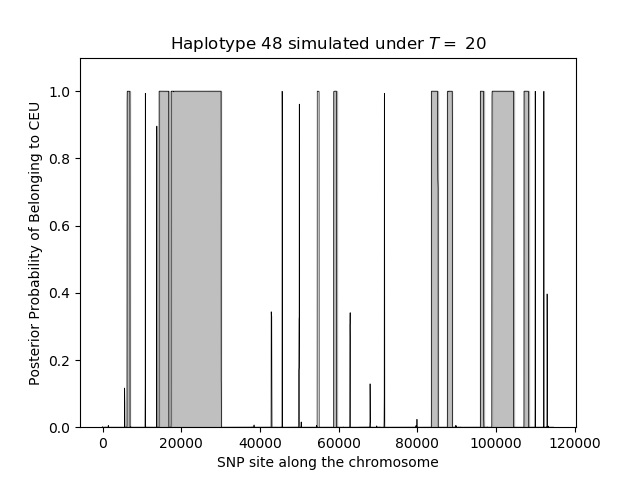 Haplotype 48 simulated under T = 20
Posterior Probability of Belonging to CEU
1.0
0.8
0.6
0.4
0.2
0.0
0 20000 40000 60000 80000 100000 120000
SNP site along the chromosome